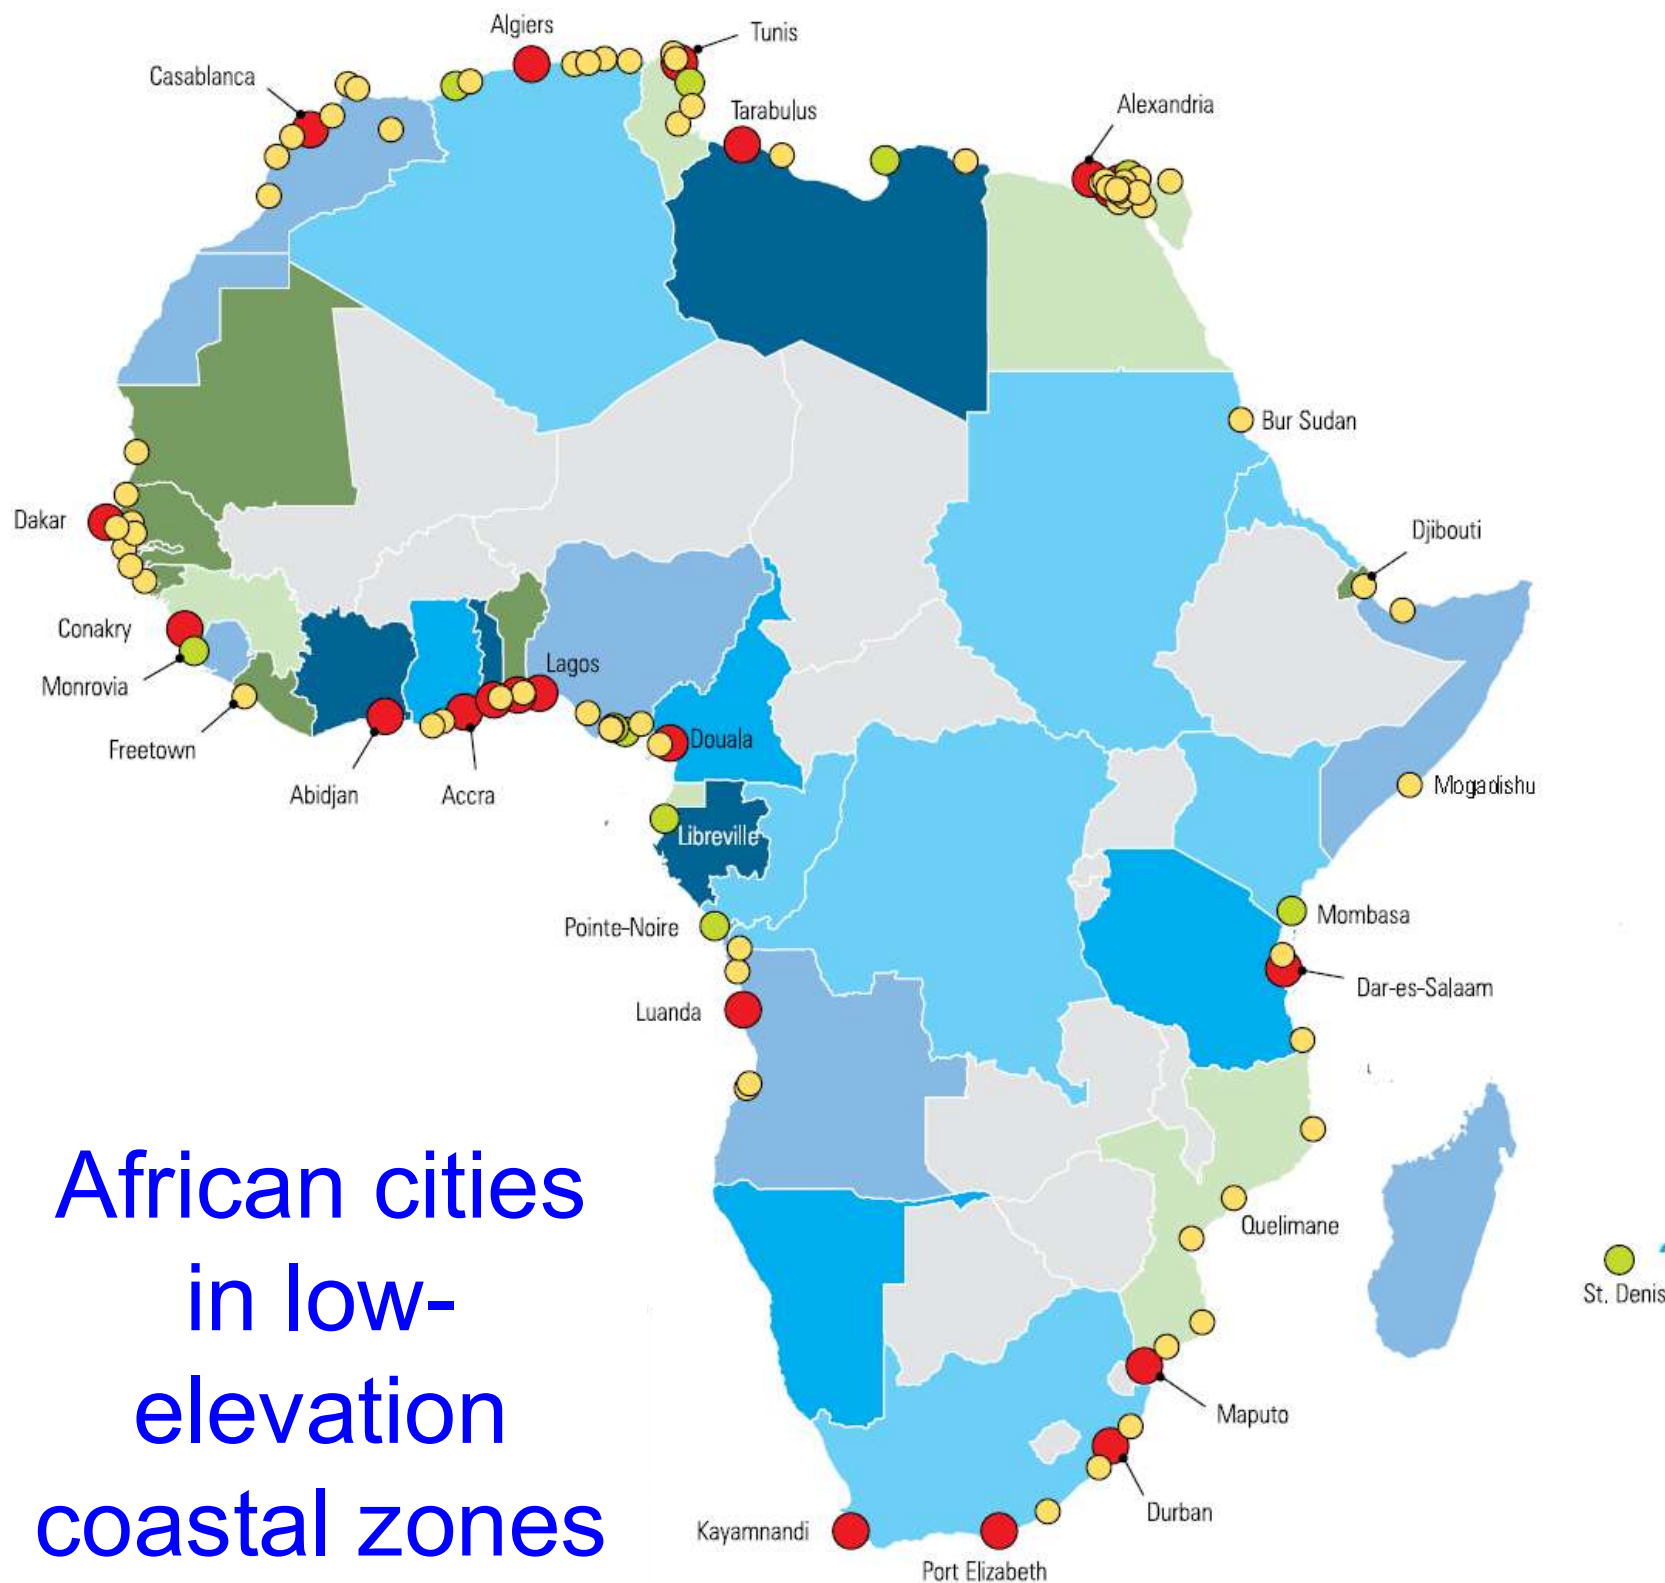 Algiers
Tunis
Casablanca
Tarabulus
Alexandria
Bur Sudan
Dakar
Djibouti
Conakry
Lagos
Monrovia
Douala
Freetown
Abidjan
Accra
Mogadishu
Libreville
Mombasa
Pointe-Noire
Dar-es-Salaam
Luanda
Quelimane
St. Denis
Maputo
Durban
Kayamnandi
Port Elizabeth
African cities
in low-
elevation
coastal zones